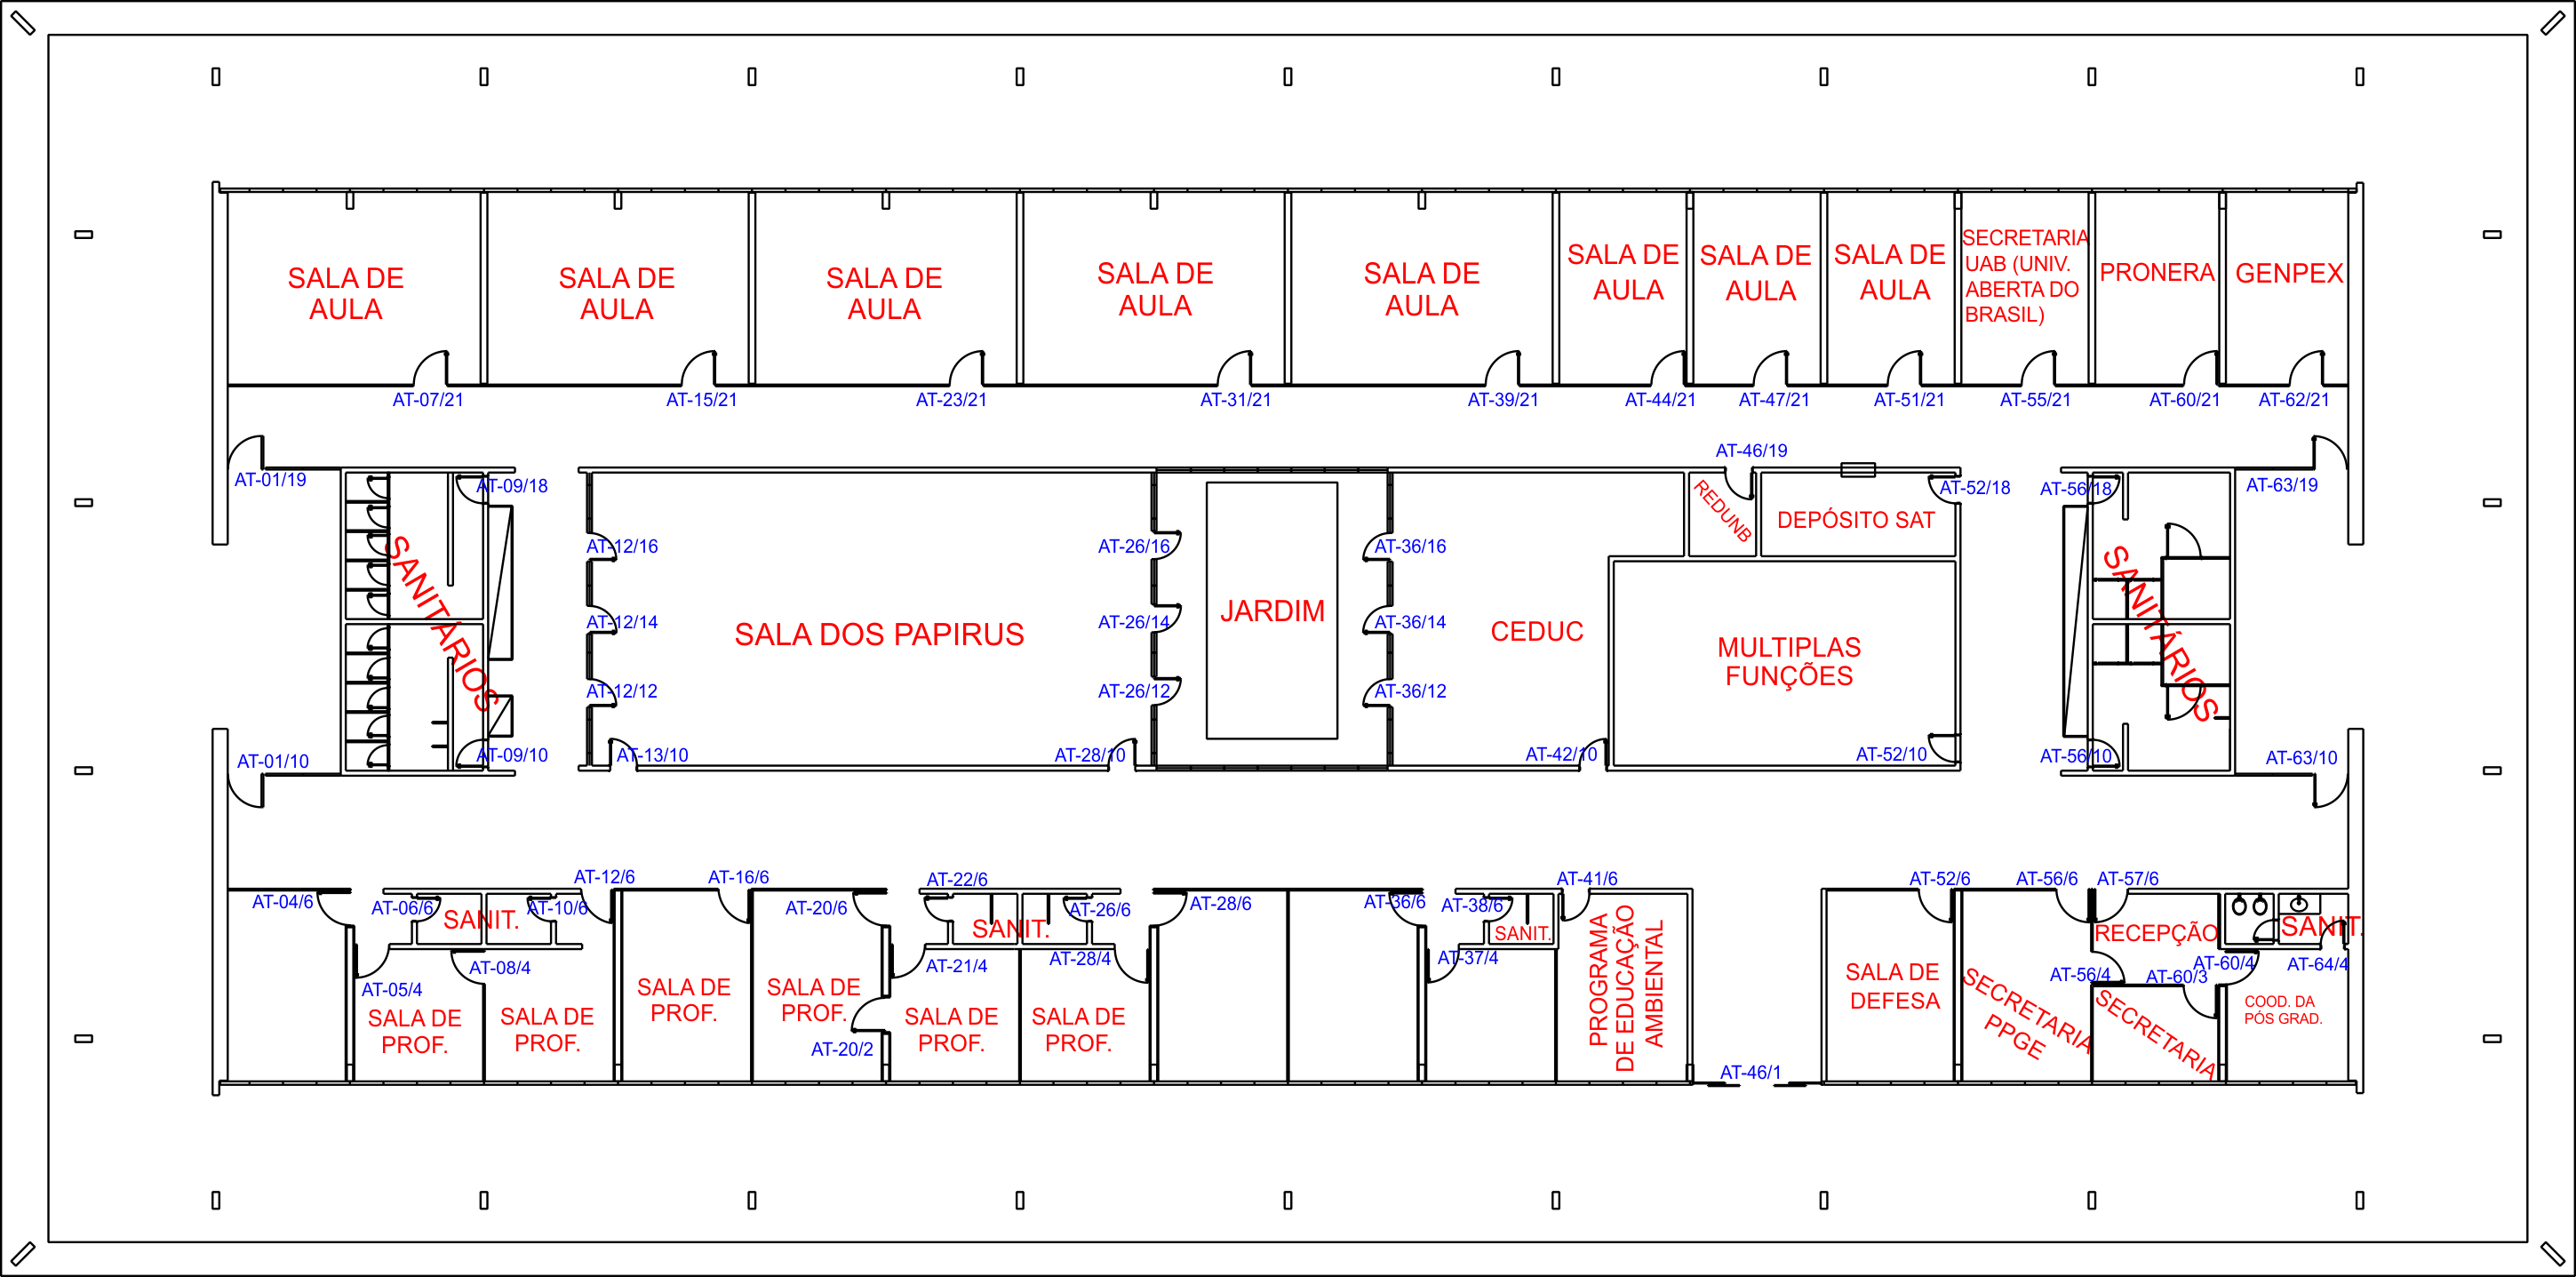 SALA DE
AULA
SALA DE
AULA
SALA DE
AULA
SALA DE
AULA
SALA DE
AULA
SALA DE
AULA
SALA DE
AULA
SALA DE
AULA
SECRETARIA
UAB (UNIV.
ABERTA DO
BRASIL)
PRONERA
GENPEX
AT-07/21
AT-15/21
AT-23/21
AT-31/21
AT-39/21
AT-44/21
AT-47/21
AT-51/21
AT-55/21
AT-60/21
AT-62/21
AT-01/19
AT-09/18
AT-46/19
AT-52/18
AT-56/18
AT-63/19
SANITÁRIOS
AT-12/16
AT-26/16
AT-36/16
REDUNB
DEPÓSITO SAT
SANITÁRIOS
AT-12/14
SALA DOS PAPIRUS
AT-26/14
JARDIM
AT-36/14
CEDUC
MULTIPLAS
FUNÇÕES
AT-12/12
AT-26/12
AT-36/12
AT-01/10
AT-09/10
AT-13/10
AT-28/10
AT-42/10
AT-52/10
AT-56/10
AT-63/10
AT-04/6
AT-06/6
SANIT.
AT-10/6
AT-12/6
AT-16/6
AT-20/6
AT-22/6
SANIT.
AT-26/6
AT-28/6
AT-36/6
AT-38/6
SANIT.
AT-41/6
AT-52/6
AT-56/6
AT-57/6
RECEPÇÃO
SANIT.
AT-05/4
AT-08/4
AT-21/4
AT-28/4
AT-37/4
AT-56/4
AT-60/3
AT-60/4
AT-64/4
SALA DE
PROF.
SALA DE
PROF.
SALA DE
PROF.
SALA DE
PROF.
AT-20/2
SALA DE
PROF.
SALA DE
PROF.
PROGRAMA
DE EDUCAÇÃO
AMBIENTAL
AT-46/1
SALA DE
DEFESA
SECRETARIA
PPGE
SECRETARIA
COOD. DA
PÓS GRAD.